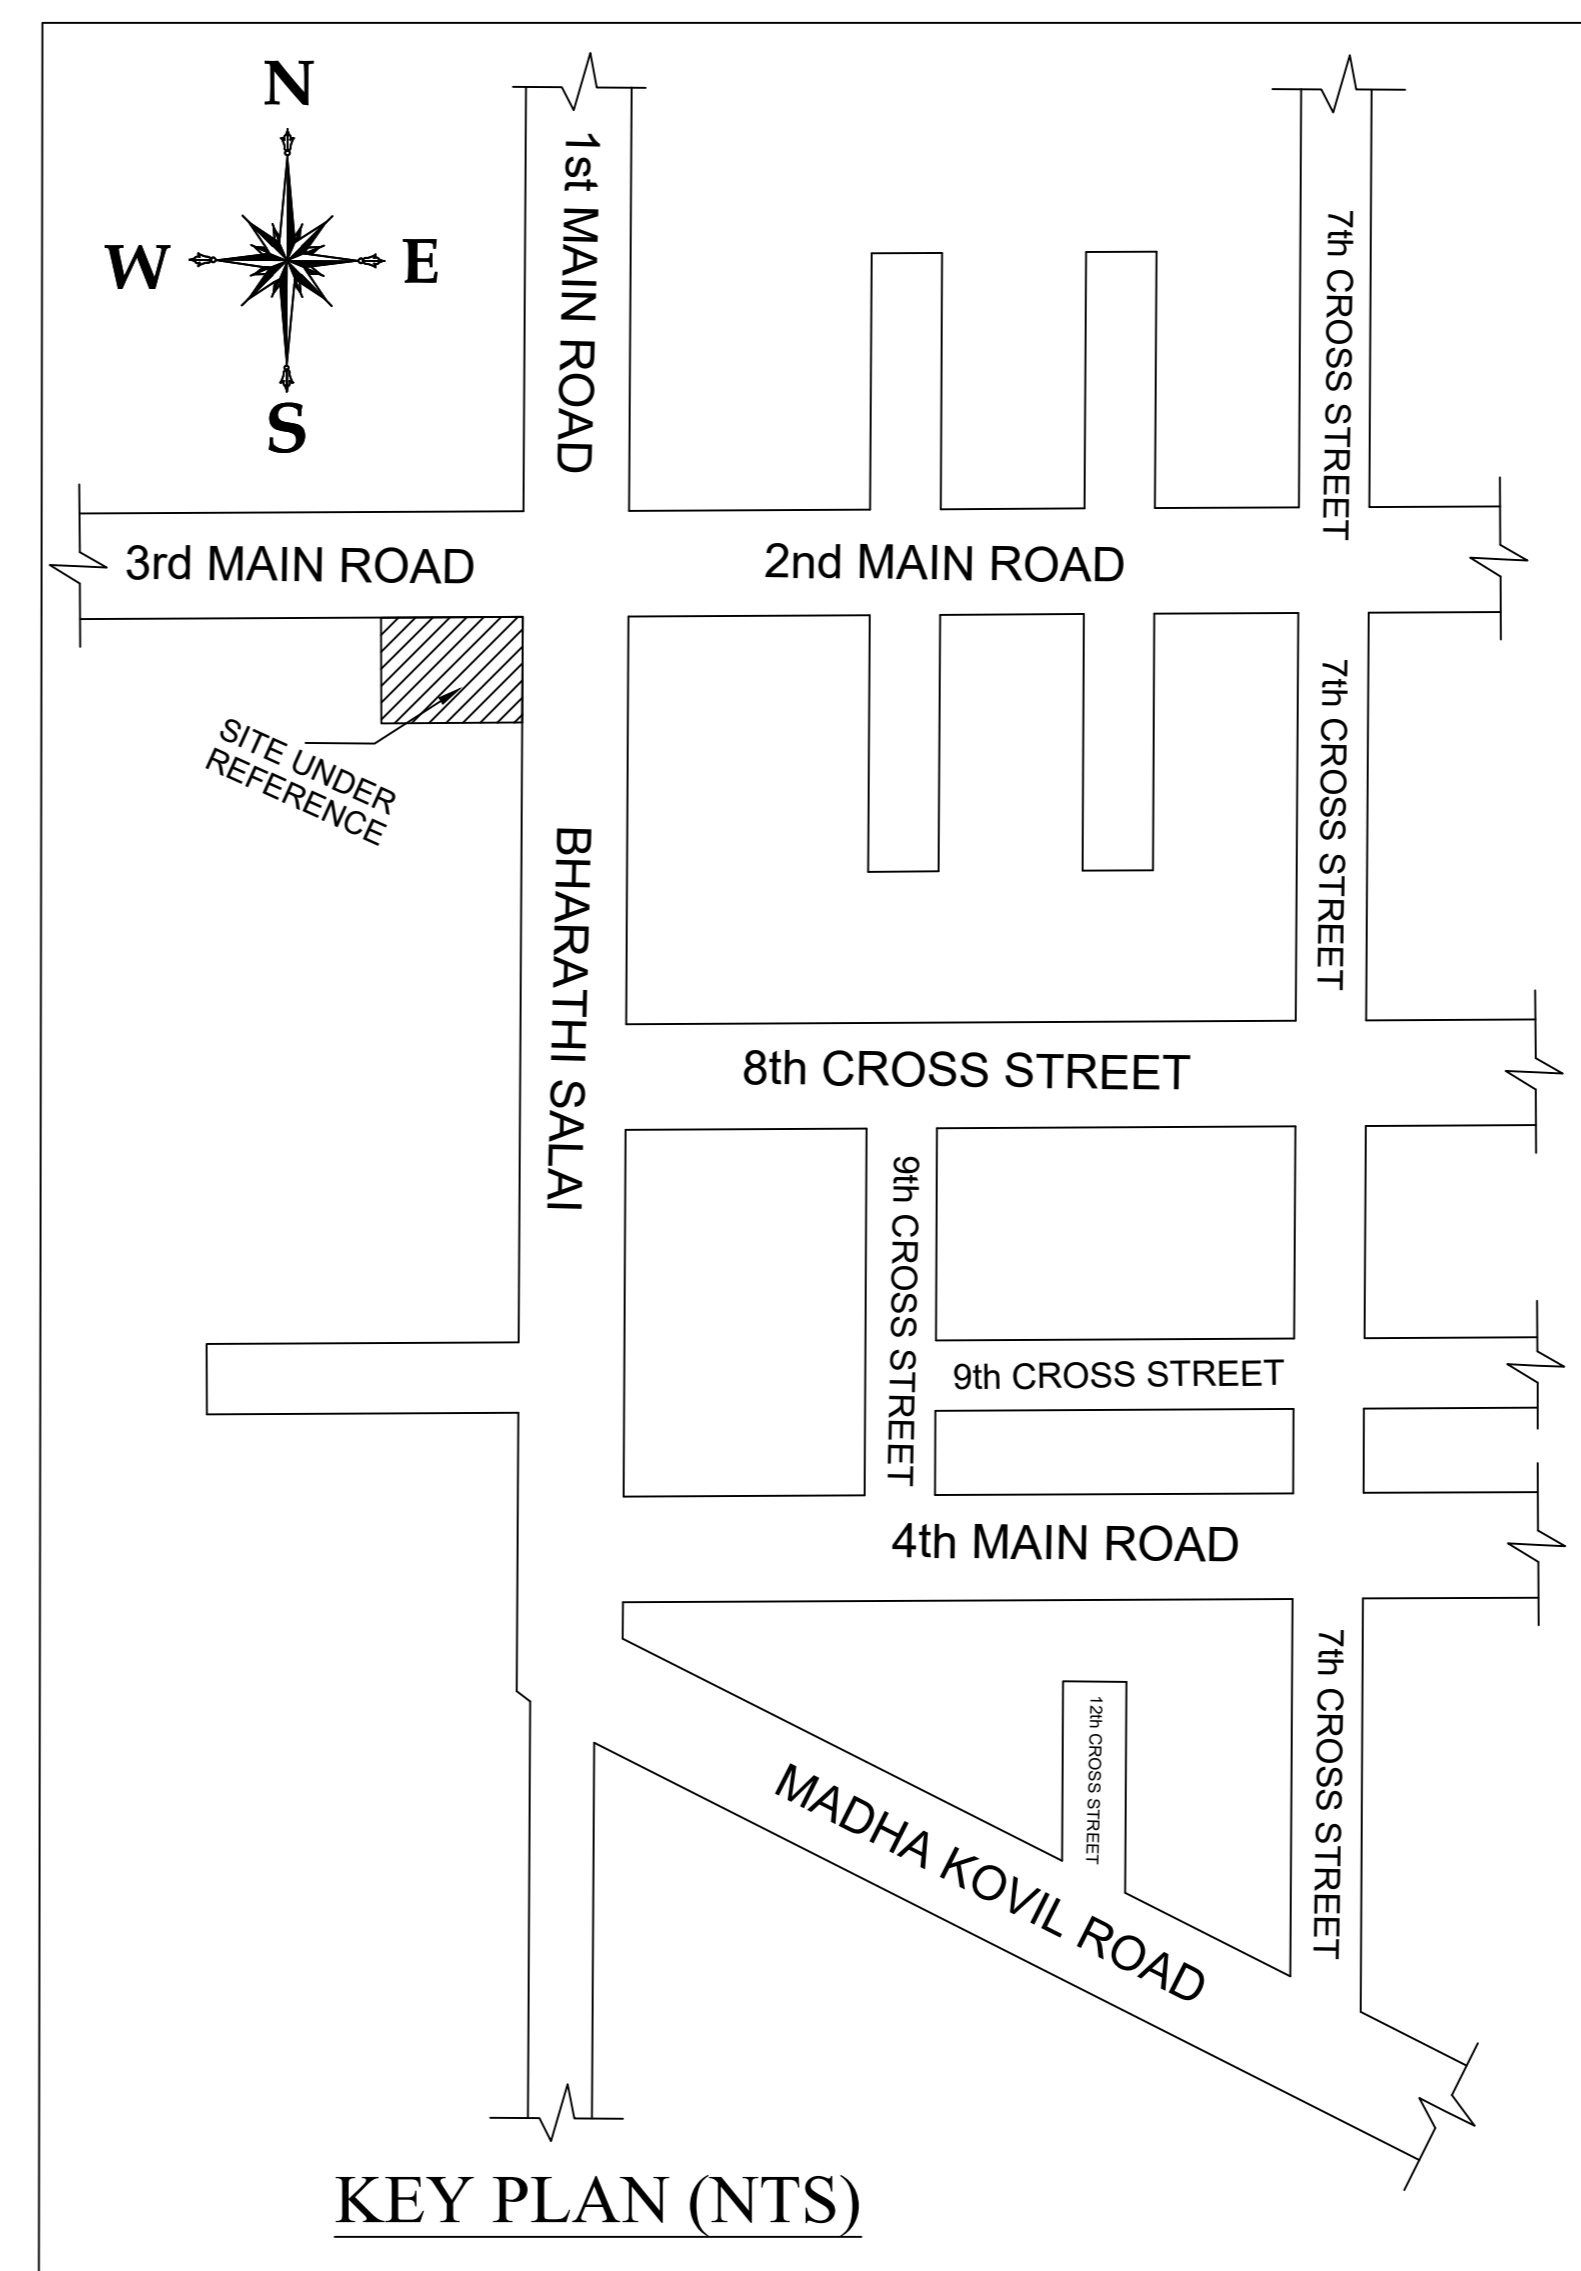 N
W
E
S
1st MAIN ROAD
7th CROSS STREET
3rd MAIN ROAD
2nd MAIN ROAD
7th CROSS STREET
SITE UNDER
REFERENCE
BHARATHI SALAI
8th CROSS STREET
9th CROSS STREET
9th CROSS STREET
4th MAIN ROAD
7th CROSS STREET
12th CROSS STREET
MADHA KOVIL ROAD
KEY PLAN (NTS)